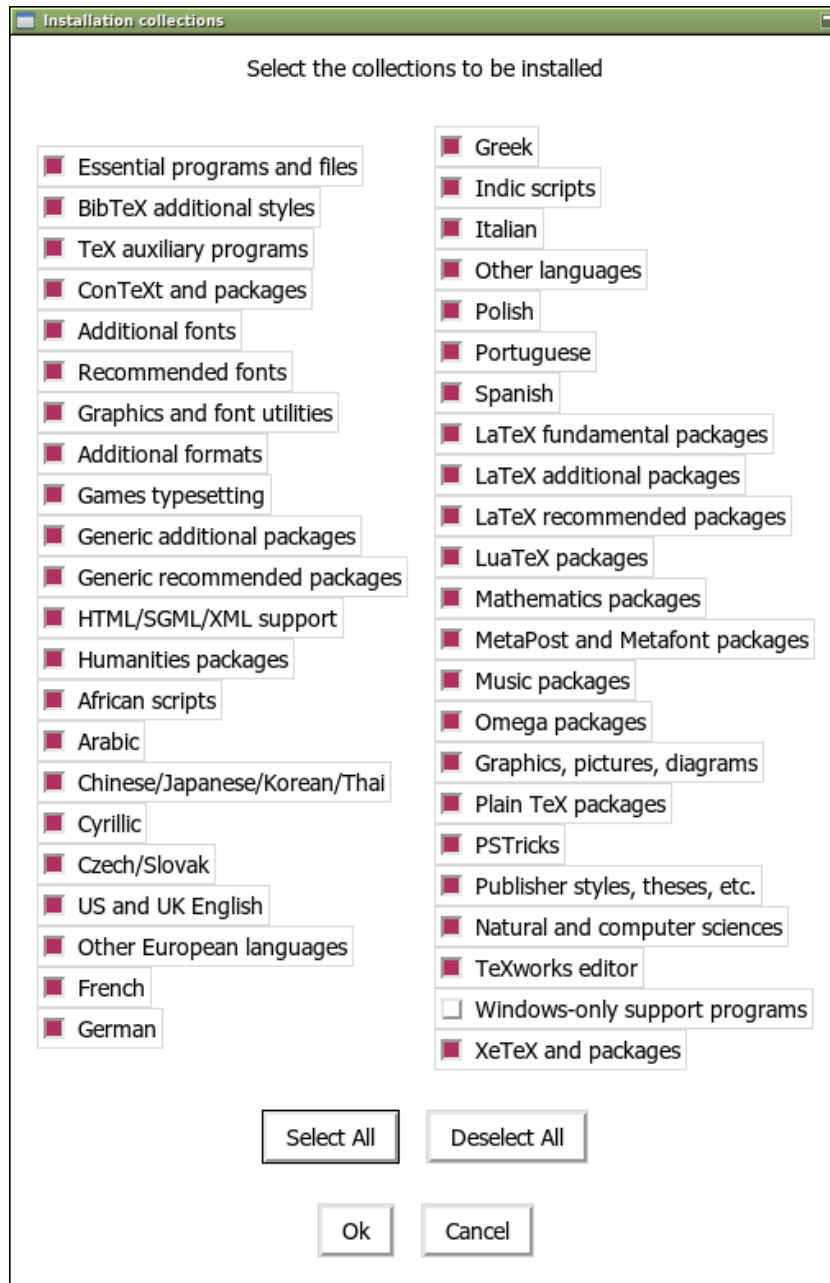 Installation collections
Select the collections to be installed
Essential programs and files
BibTeX additional styles
TeX auxiliary programs
ConTeXt and packages
Additional fonts
Recommended fonts
Graphics and font utilities
Additional formats
Games typesetting
Generic additional packages
Generic recommended packages
HTML/SGML/XML support
Humanities packages
African scripts
Arabic
Chinese/Japanese/Korean/Thai
Cyrillic
Czech/Slovak
US and UK English
Other European languages
French
German
Greek
Indic scripts
Italian
Other languages
Polish
Portuguese
Spanish
LaTeX fundamental packages
LaTeX additional packages
LaTeX recommended packages
LuaTeX packages
Mathematics packages
MetaPost and Metafont packages
Music packages
Omega packages
Graphics, pictures, diagrams
Plain TeX packages
PSTricks
Publisher styles, theses, etc.
Natural and computer sciences
TeXworks editor
Windows-only support programs
XeTeX and packages
Select All
Deselect All
Ok
Cancel